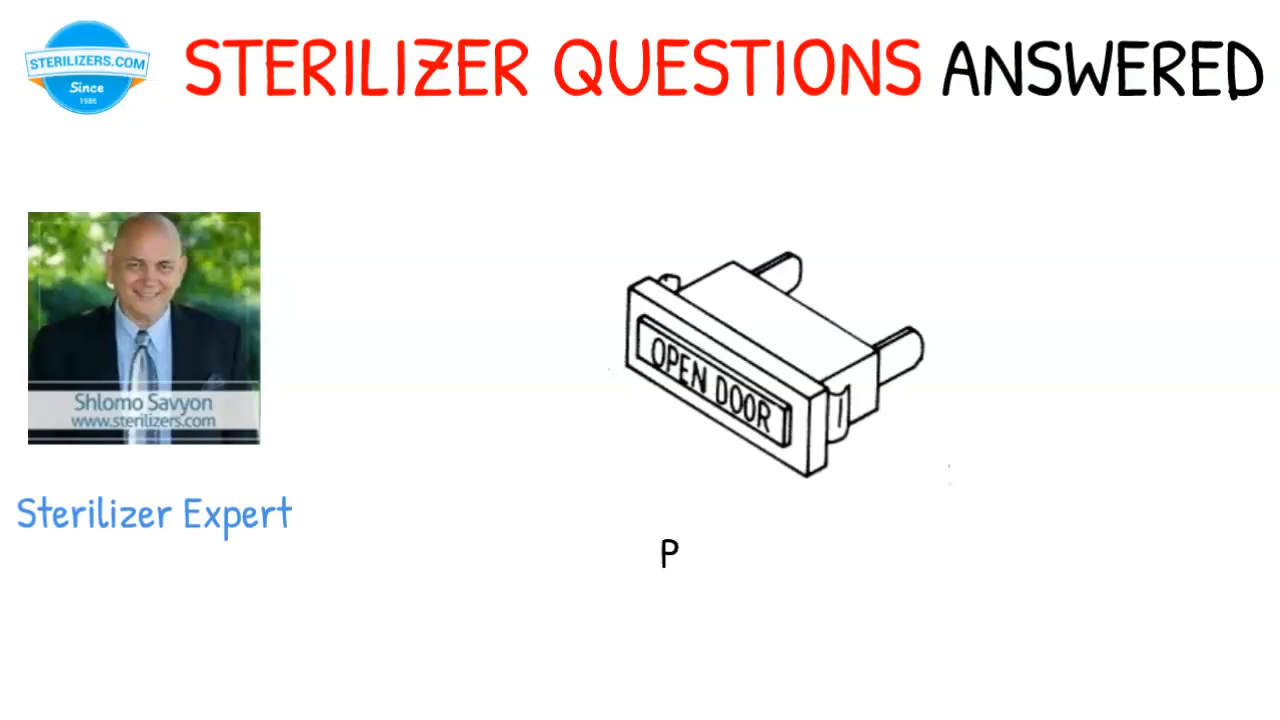 STERILIZERS.COM
Since
1986
STERILIZER QUESTIONS ANSWERED
Shlomo Savyon
www.sterilizers.com
Sterilizer Expert
OPEN DOOR
P